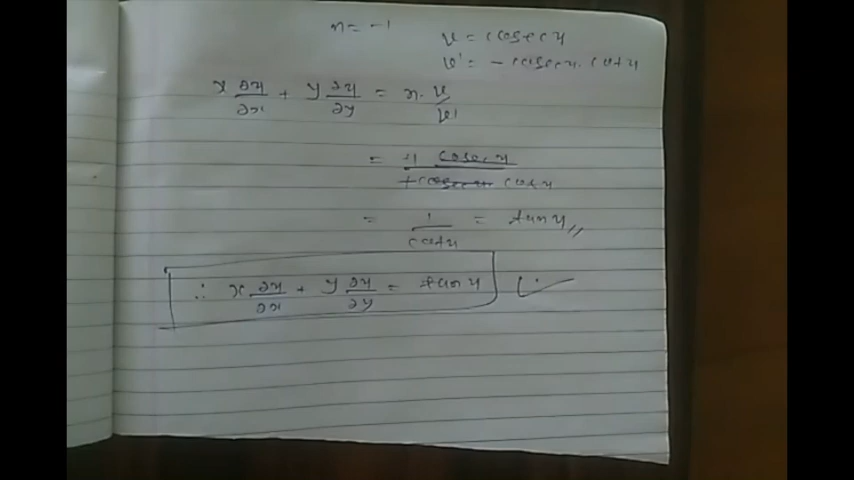 n = -1
v = cosec u
v' = - cosec u. cot u
x ∂u/∂x + y ∂u/∂y = n. v/v'
= +1 cosec u / + cosec u cot u
= 1/cot u = tan u //
∴ x ∂u/∂x + y ∂u/∂y = tan u